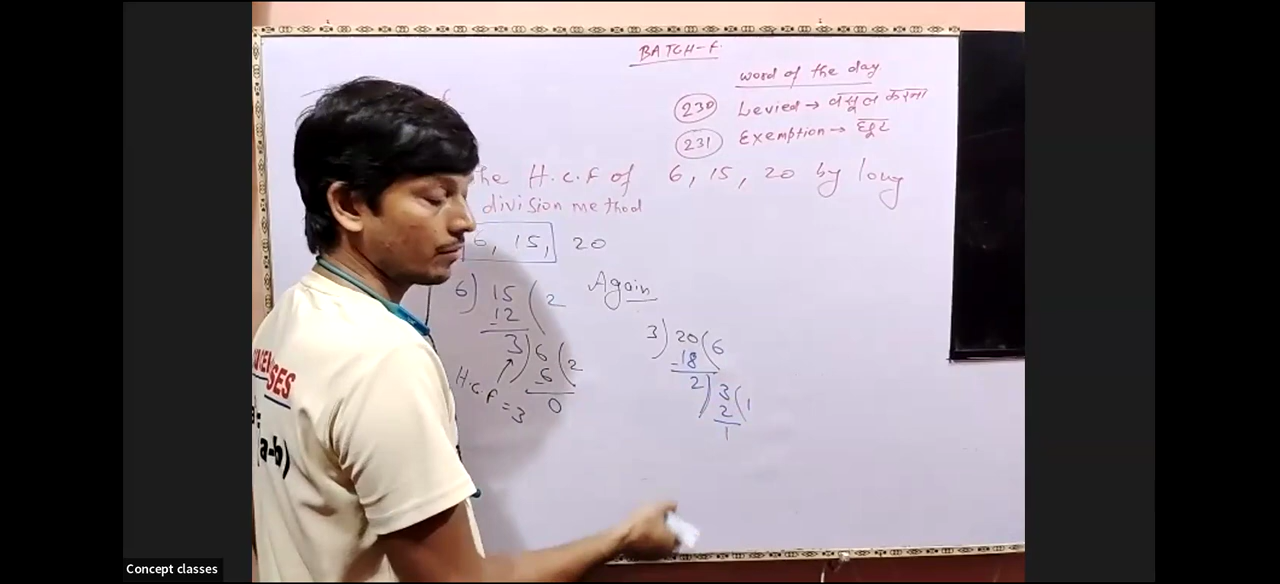 BATCH-F.
word of the day
230 Levied → वसूल करना
231 Exemption → छूट
the H.C.F of 6, 15, 20 by long
division method
6, 15, 20
Again
6) 15 (2
-12
3) 6 (2
-6
0
H.C.F = 3
3) 20 (6
-18
2) 3 (1
2
1
SES
(a-b)
Concept classes